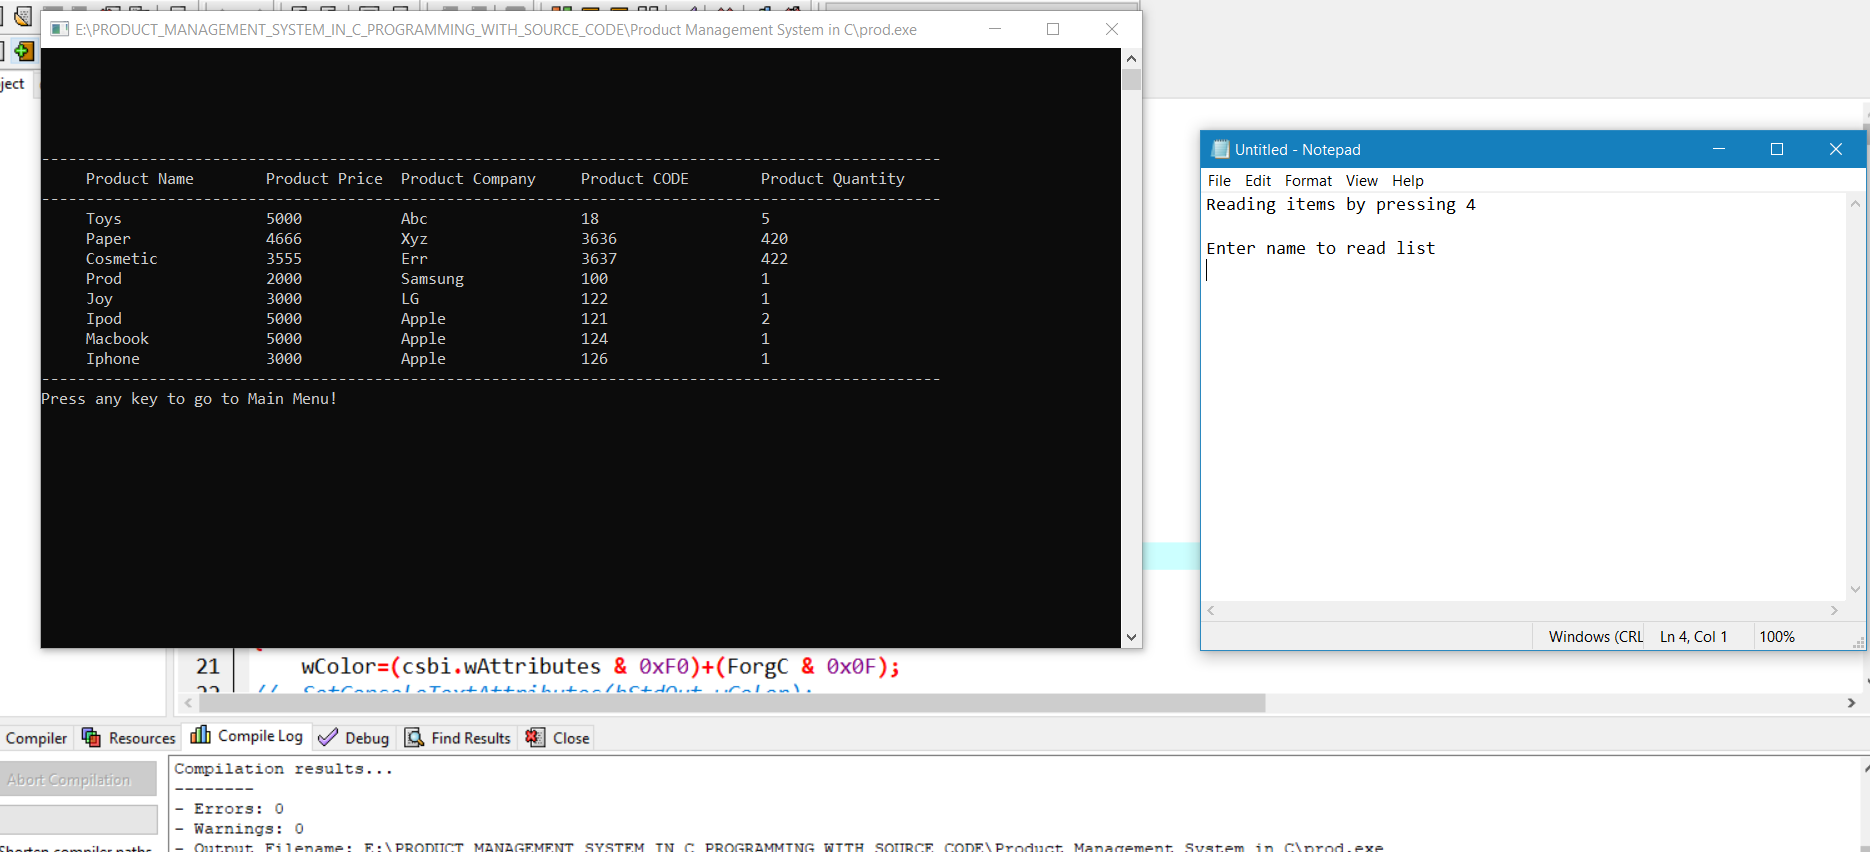 E:\PRODUCT_MANAGEMENT_SYSTEM_IN_C_PROGRAMMING_WITH_SOURCE_CODE\Product Management System in C\prod.exe
ject
--------------------------------------------------------------------------------------------------
Product Name Product Price Product Company Product CODE Product Quantity
--------------------------------------------------------------------------------------------------
Toys 5000 Abc 18 5
Paper 4666 Xyz 3636 420
Cosmetic 3555 Err 3637 422
Prod 2000 Samsung 100 1
Joy 3000 LG 122 1
Ipod 5000 Apple 121 2
Macbook 5000 Apple 124 1
Iphone 3000 Apple 126 1
--------------------------------------------------------------------------------------------------
Press any key to go to Main Menu!
Untitled - Notepad
File Edit Format View Help
Reading items by pressing 4
Enter name to read list
Windows (CRL Ln 4, Col 1 100%
21 wColor=(csbi.wAttributes & 0xF0)+(ForgC & 0x0F);
22 // SetConsoleTextAttributes(hStdOut,wColor);
Compiler Resources Compile Log Debug Find Results Close
Abort Compilation
Shorten compiler paths
Compilation results...
--------
- Errors: 0
- Warnings: 0
- Output Filename: E:\PRODUCT_MANAGEMENT_SYSTEM_IN_C_PROGRAMMING_WITH_SOURCE_CODE\Product Management System in C\prod.exe